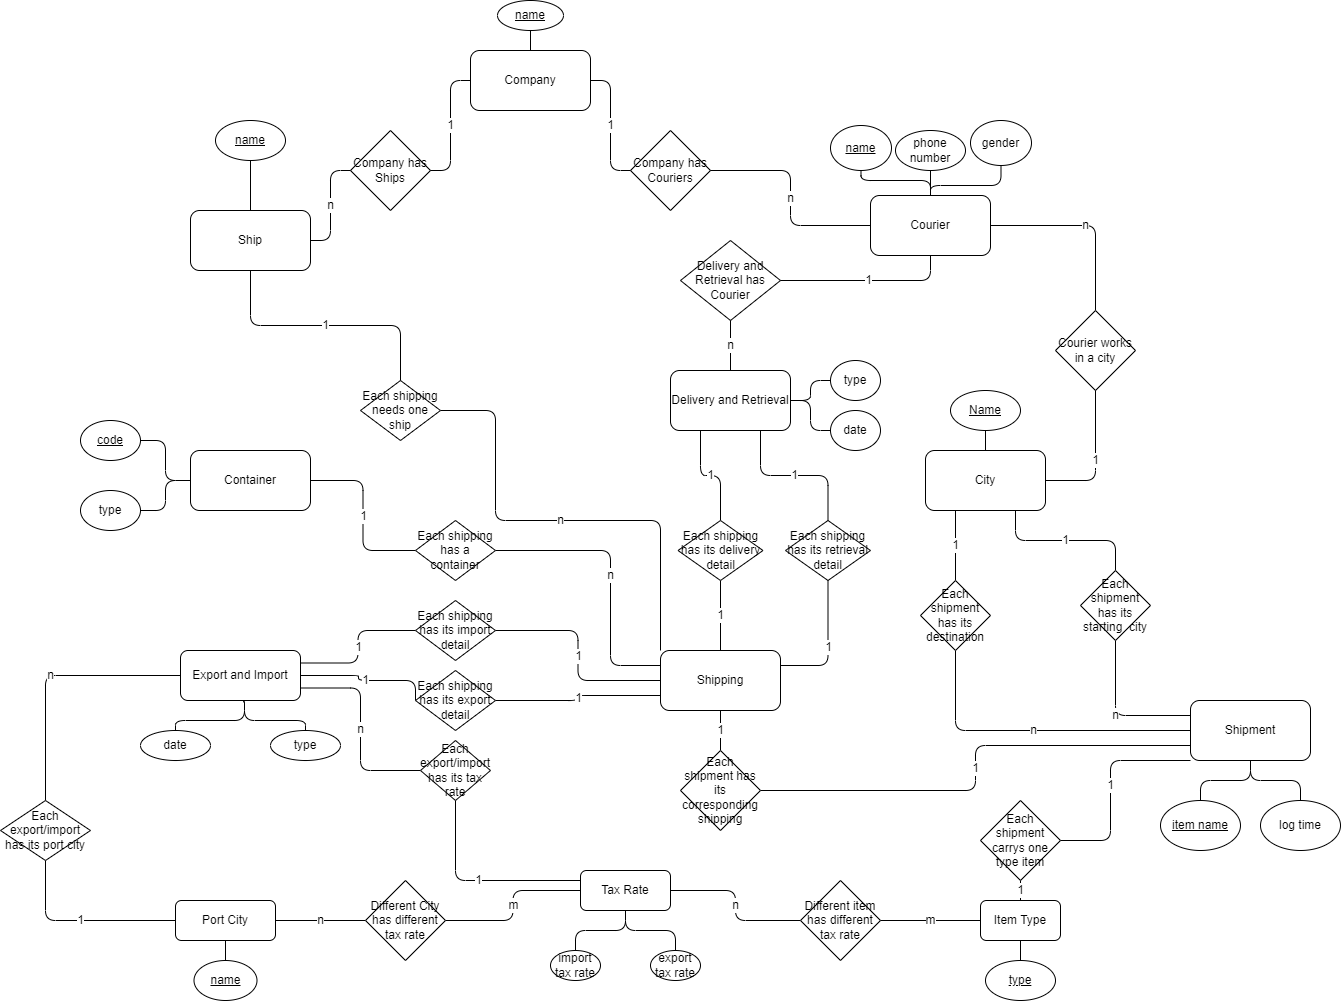 name
Company
1
1
name
Company has
Ships
Company has
Couriers
name
phone
number
gender
n
n
Ship
Courier
n
Delivery and
Retrieval has
Courier
1
1
n
Courier works
in a city
Each shipping
needs one
ship
Delivery and Retrieval
type
date
Name
code
Container
type
1
1
1
City
1
n
Each shipping
has a
container
n
Each shipping
has its delivery
detail
Each shipping
has its retrieval
detail
1
1
Each
shipment
has its
destination
Each
shipment
has its
starting city
Each shipping
has its import
detail
1
1
1
1
n
Export and Import
1
Each shipping
has its export
detail
1
Shipping
date
type
n
Each
export/import
has its tax
rate
1
Each
shipment has
its
corresponding
shipping
1
n
n
Shipment
1
item name
log time
Each
export/import
has its port city
Each
shipment
carrys one
type item
1
1
Port City
n
Different City
has different
tax rate
m
1
Tax Rate
n
Different item
has different
tax rate
m
Item Type
name
import
tax rate
export
tax rate
type